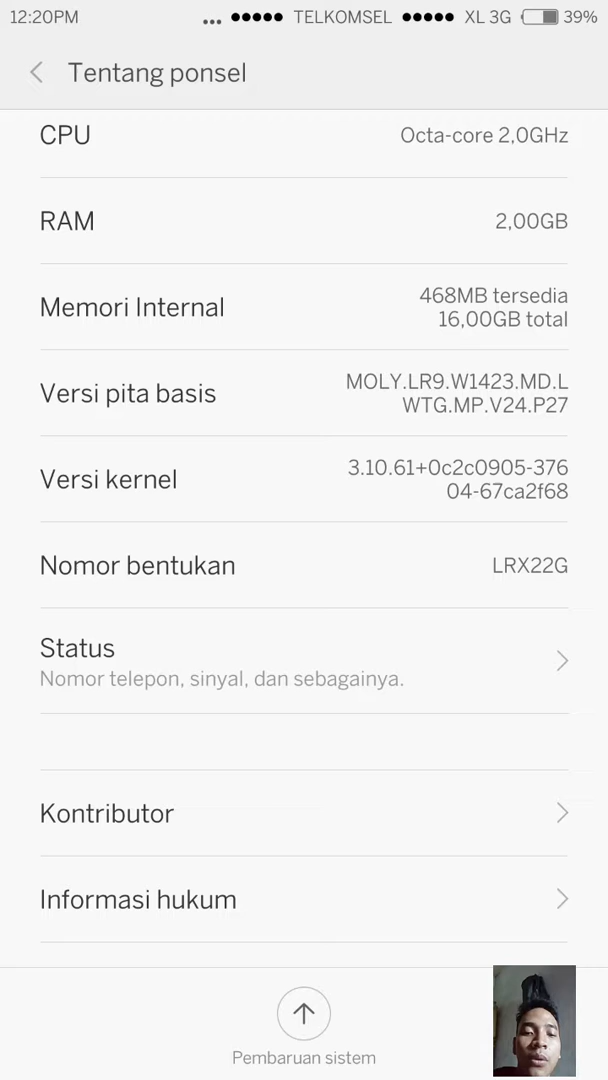 12:20PM ... TELKOMSEL XL 3G 39%
Tentang ponsel
CPU Octa-core 2,0GHz
RAM 2,00GB
Memori Internal 468MB tersedia
16,00GB total
Versi pita basis MOLY.LR9.W1423.MD.L
WTG.MP.V24.P27
Versi kernel 3.10.61+0c2c0905-376
04-67ca2f68
Nomor bentukan LRX22G
Status
Nomor telepon, sinyal, dan sebagainya.
Kontributor
Informasi hukum
Pembaruan sistem